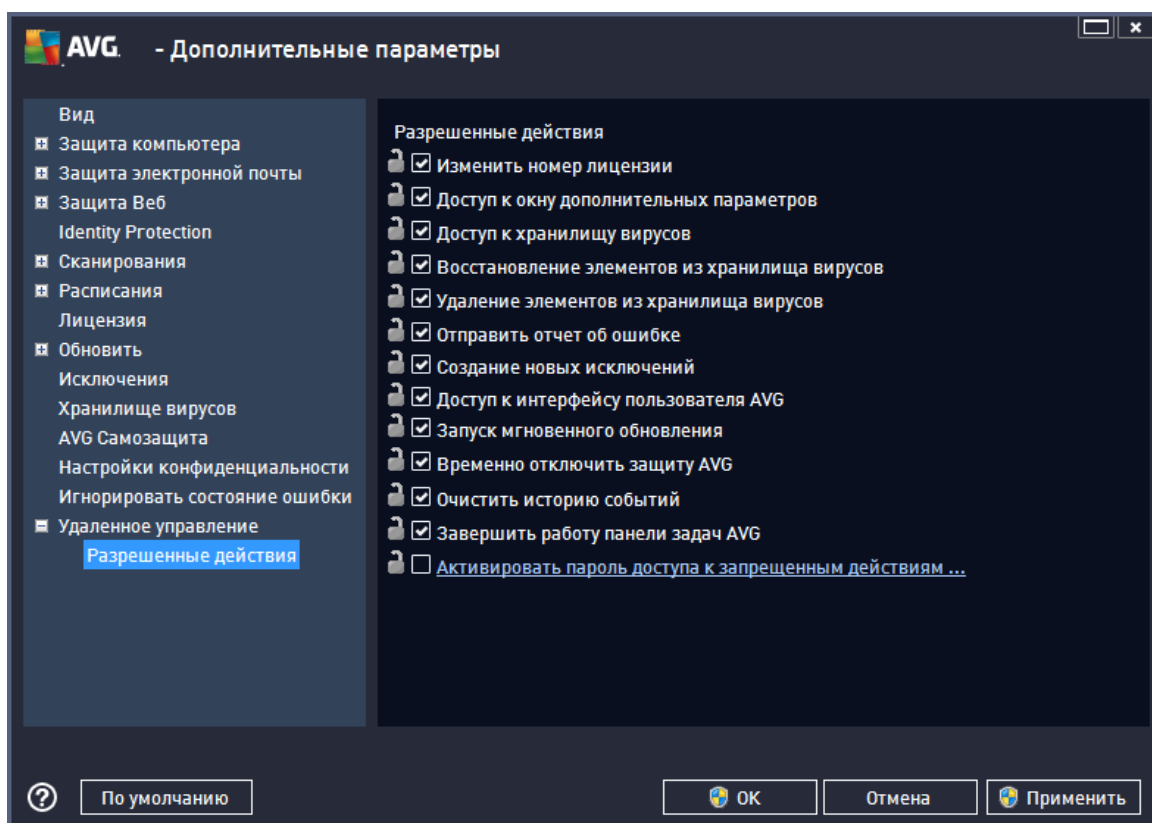 AVG. - Дополнительные параметры
Вид
Защита компьютера
Защита электронной почты
Защита Веб
Identity Protection
Сканирования
Расписания
Лицензия
Обновить
Исключения
Хранилище вирусов
AVG Самозащита
Настройки конфиденциальности
Игнорировать состояние ошибки
Удаленное управление
Разрешенные действия
Разрешенные действия
Изменить номер лицензии
Доступ к окну дополнительных параметров
Доступ к хранилищу вирусов
Восстановление элементов из хранилища вирусов
Удаление элементов из хранилища вирусов
Отправить отчет об ошибке
Создание новых исключений
Доступ к интерфейсу пользователя AVG
Запуск мгновенного обновления
Временно отключить защиту AVG
Очистить историю событий
Завершить работу панели задач AVG
Активировать пароль доступа к запрещенным действиям ...
? По умолчанию ОК Отмена Применить